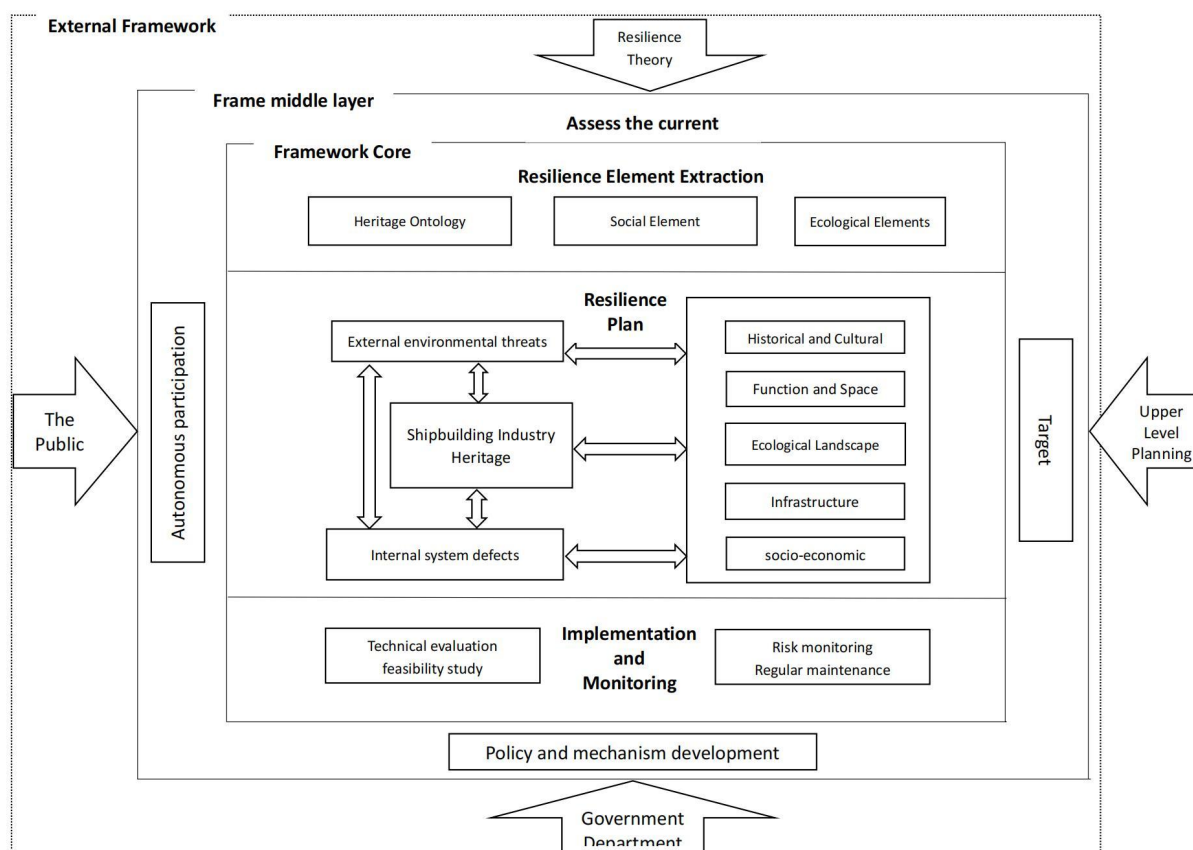 External Framework
Resilience
Theory
Frame middle layer
Assess the current
Framework Core
Resilience Element Extraction
Heritage Ontology
Social Element
Ecological Elements
Autonomous participation
The
Public
Resilience
Plan
External environmental threats
Shipbuilding Industry
Heritage
Internal system defects
Historical and Cultural
Function and Space
Ecological Landscape
Infrastructure
socio-economic
Target
Upper
Level
Planning
Technical evaluation
feasibility study
Implementation
and
Monitoring
Risk monitoring
Regular maintenance
Policy and mechanism development
Government
Department